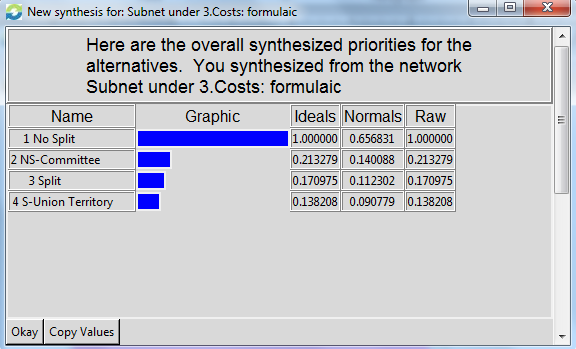 New synthesis for: Subnet under 3.Costs: formulaic
Here are the overall synthesized priorities for the
alternatives. You synthesized from the network
Subnet under 3.Costs: formulaic
Name Graphic Ideals Normals Raw
1 No Split 1.000000 0.656831 1.000000
2 NS-Committee 0.213279 0.140088 0.213279
3 Split 0.170975 0.112302 0.170975
4 S-Union Territory 0.138208 0.090779 0.138208
Okay Copy Values